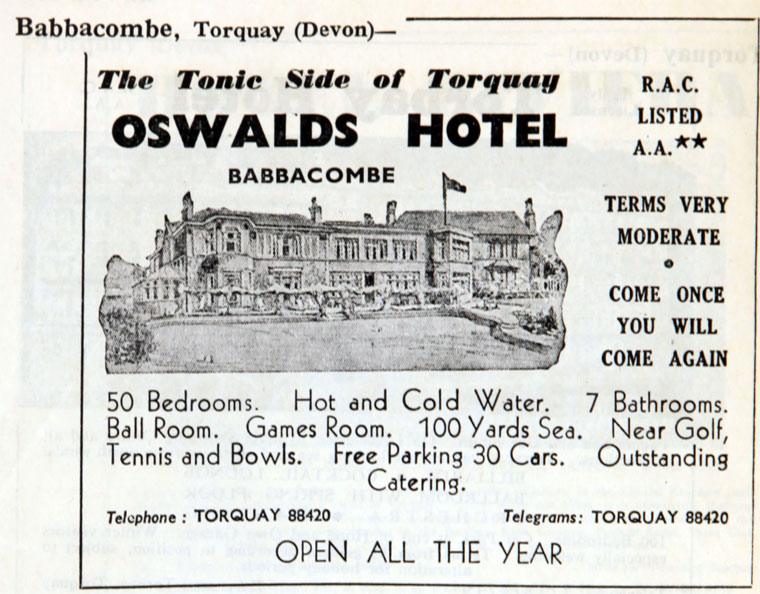 Babbacombe, Torquay (Devon)—
The Tonic Side of Torquay
OSWALDS HOTEL
BABBACOMBE
R.A.C.
LISTED
A.A.★★
TERMS VERY
MODERATE
•
COME ONCE
YOU WILL
COME AGAIN
50 Bedrooms. Hot and Cold Water. 7 Bathrooms.
Ball Room. Games Room. 100 Yards Sea. Near Golf,
Tennis and Bowls. Free Parking 30 Cars. Outstanding
Catering.
Telephone : TORQUAY 88420 Telegrams: TORQUAY 88420
OPEN ALL THE YEAR